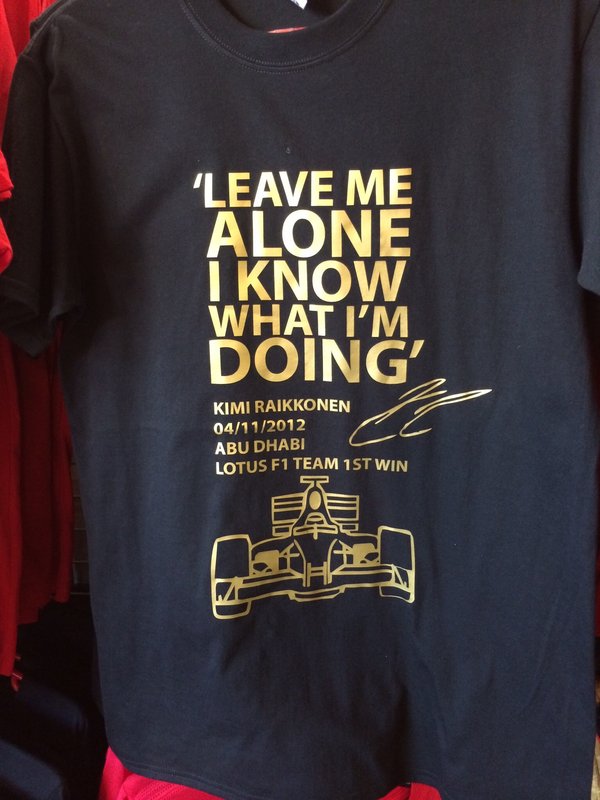 'LEAVE ME
ALONE
I KNOW
WHAT I'M
DOING'
KIMI RAIKKONEN
04/11/2012
ABU DHABI
LOTUS F1 TEAM 1ST WIN